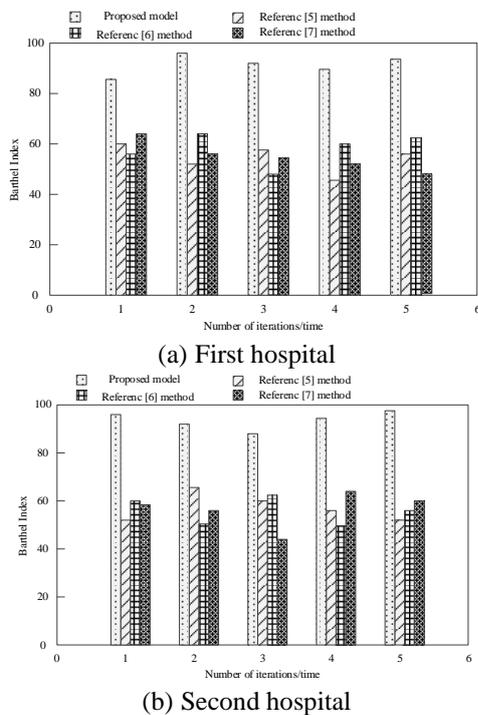 Proposed model Referenc [5] method
Referenc [6] method Referenc [7] method
100
80
60
40
20
0
Barthel Index
0 1 2 3 4 5 6
Number of iterations/time
(a) First hospital
Proposed model Referenc [5] method
Referenc [6] method Referenc [7] method
100
80
60
40
20
0
Barthel Index
0 1 2 3 4 5 6
Number of iterations/time
(b) Second hospital